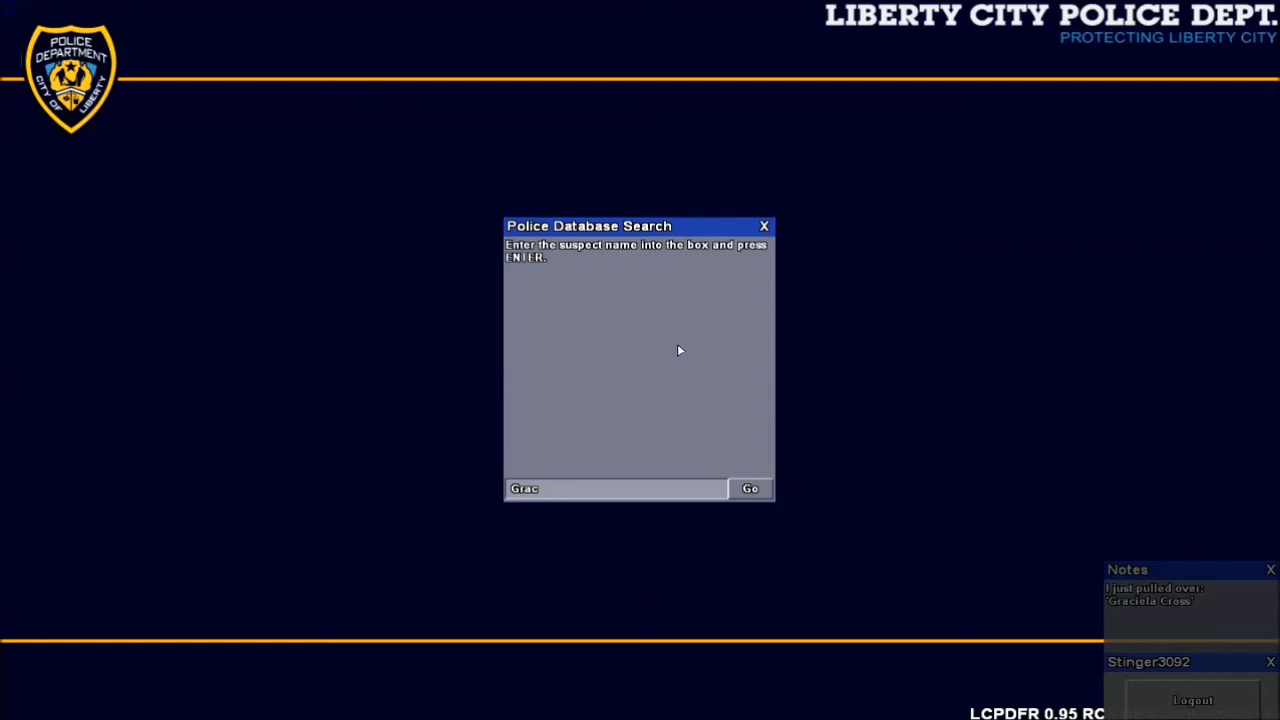 LIBERTY CITY POLICE DEPT.
PROTECTING LIBERTY CITY
POLICE
DEPARTMENT
CITY OF LIBERTY
Police Database Search X
Enter the suspect name into the box and press
ENTER.
Grac Go
Notes X
I just pulled over:
'Graciela Cross'
Stinger3092 X
Logout
LCPDFR 0.95 RC